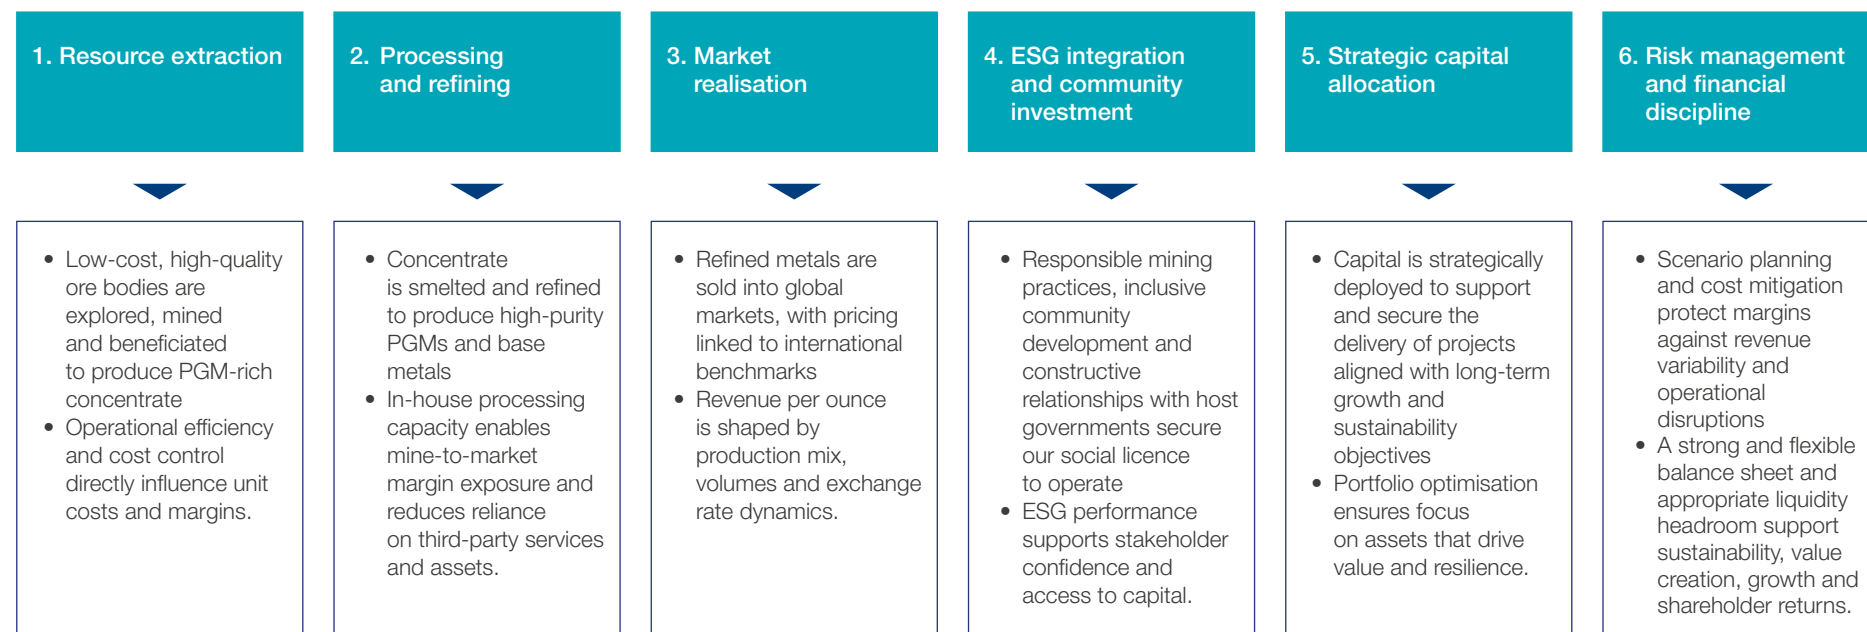 1. Resource extraction
• Low-cost, high-quality
ore bodies are
explored, mined
and beneficiated
to produce PGM-rich
concentrate
• Operational efficiency
and cost control
directly influence unit
costs and margins.
2. Processing
and refining
• Concentrate
is smelted and refined
to produce high-purity
PGMs and base
metals
• In-house processing
capacity enables
mine-to-market
margin exposure and
reduces reliance
on third-party services
and assets.
3. Market
realisation
• Refined metals are
sold into global
markets, with pricing
linked to international
benchmarks
• Revenue per ounce
is shaped by
production mix,
volumes and exchange
rate dynamics.
4. ESG integration
and community
investment
• Responsible mining
practices, inclusive
community
development and
constructive
relationships with host
governments secure
our social licence
to operate
• ESG performance
supports stakeholder
confidence and
access to capital.
5. Strategic capital
allocation
• Capital is strategically
deployed to support
and secure the
delivery of projects
aligned with long-term
growth and
sustainability
objectives
• Portfolio optimisation
ensures focus
on assets that drive
value and resilience.
6. Risk management
and financial
discipline
• Scenario planning
and cost mitigation
protect margins
against revenue
variability and
operational
disruptions
• A strong and flexible
balance sheet and
appropriate liquidity
headroom support
sustainability, value
creation, growth and
shareholder returns.